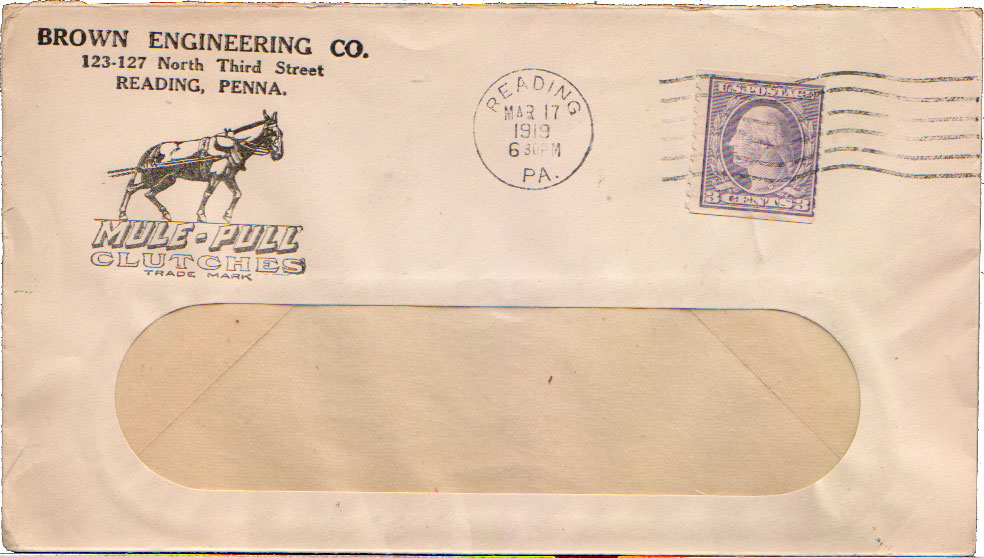 BROWN ENGINEERING CO.
123-127 North Third Street
READING, PENNA.
MULE-PULL
CLUTCHES
TRADE MARK
READING
MAR 17
1919
6 30 PM
PA.
U.S. POSTAGE
3 CENTS 3